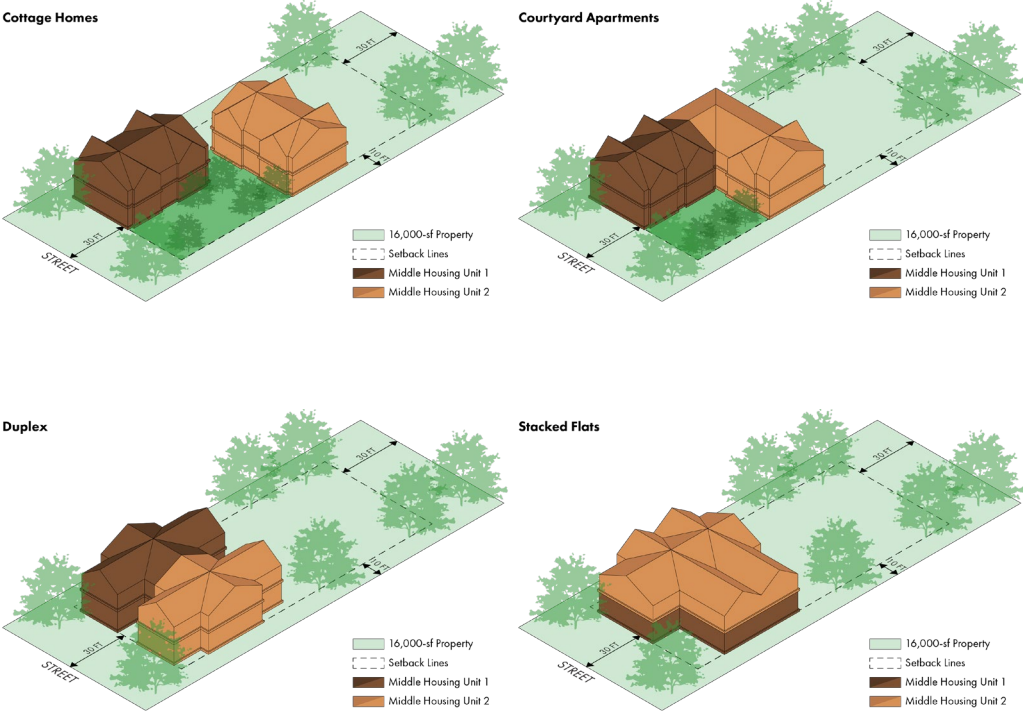 Cottage Homes
30 FT
10 FT
30 FT
STREET
16,000-sf Property
Setback Lines
Middle Housing Unit 1
Middle Housing Unit 2
Courtyard Apartments
30 FT
10 FT
30 FT
STREET
16,000-sf Property
Setback Lines
Middle Housing Unit 1
Middle Housing Unit 2
Duplex
30 FT
10 FT
30 FT
STREET
16,000-sf Property
Setback Lines
Middle Housing Unit 1
Middle Housing Unit 2
Stacked Flats
30 FT
10 FT
30 FT
STREET
16,000-sf Property
Setback Lines
Middle Housing Unit 1
Middle Housing Unit 2